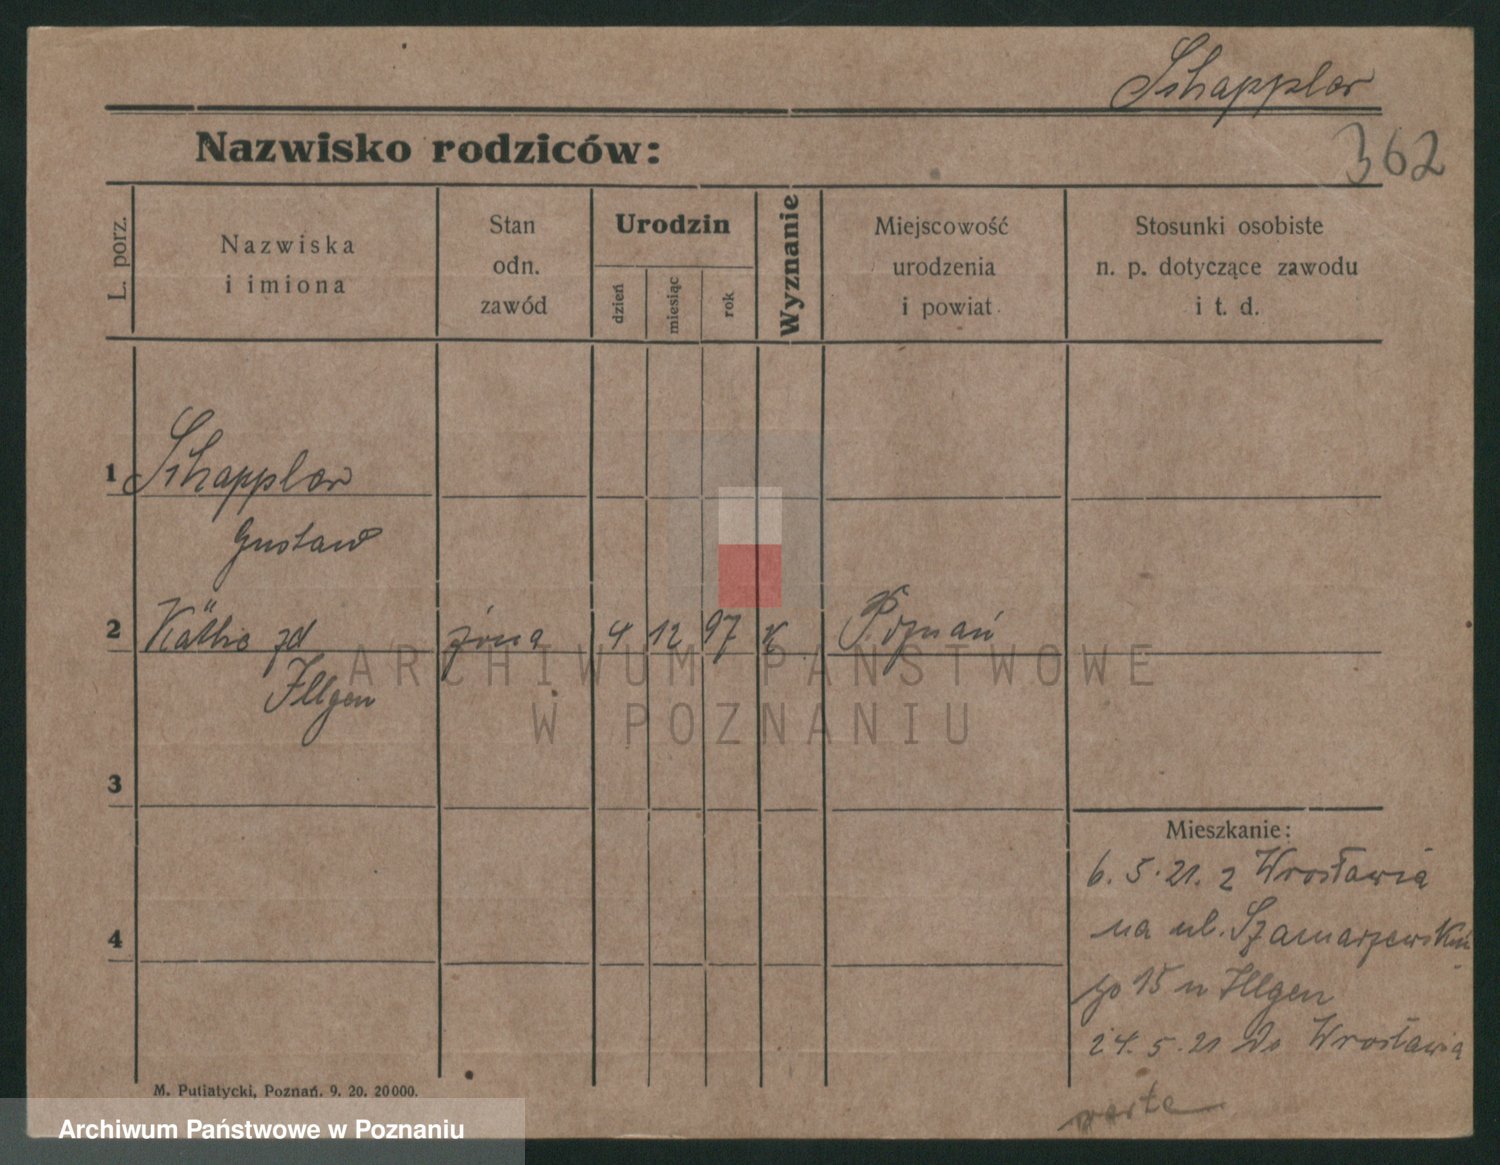 Schappler
362
Nazwisko rodziców:
L. porz.
Nazwiska
i imiona
Stan
odn.
zawód
Urodzin
dzień
miesiąc
rok
Wyznanie
Miejscowość
urodzenia
i powiat
Stosunki osobiste
n. p. dotyczące zawodu
i t. d.
1 Schappler
Gustaw
2 Käthe zd żona 4 12 97 K Poznań
Illgen
3
4
Mieszkanie:
6. 5. 21. z Wrosławia
na ul. Szamarzewskie
go 15 u Illgen
24. 5. 21 do Wrosławia
M. Putiatycki, Poznań. 9. 20. 20000.
ARCHIWUM PAŃSTWOWE
W POZNANIU
Archiwum Państwowe w Poznaniu